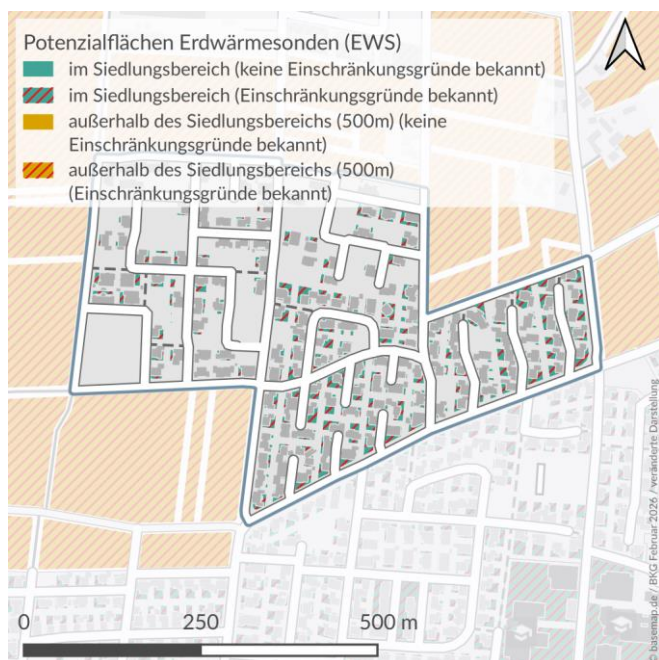 Potenzialflächen Erdwärmesonden (EWS)
im Siedlungsbereich (keine Einschränkungsgründe bekannt)
im Siedlungsbereich (Einschränkungsgründe bekannt)
außerhalb des Siedlungsbereichs (500m) (keine
Einschränkungsgründe bekannt)
außerhalb des Siedlungsbereichs (500m)
(Einschränkungsgründe bekannt)
© basemap.de / BKG Februar 2026 / veränderte Darstellung
0 250 500 m